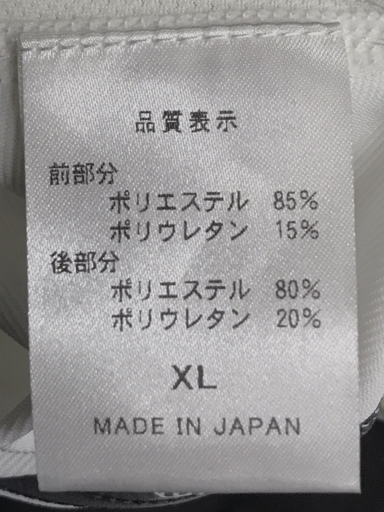 品質表示
前部分
ポリエステル 85%
ポリウレタン 15%
後部分
ポリエステル 80%
ポリウレタン 20%
XL
MADE IN JAPAN